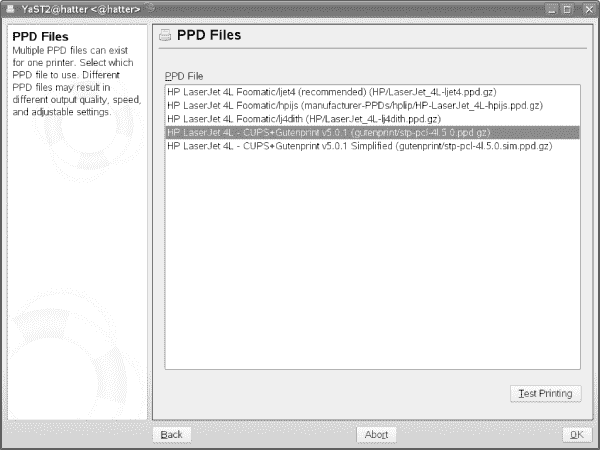 YaST2@hatter <@hatter>
PPD Files
Multiple PPD files can exist
for one printer. Select which
PPD file to use. Different
PPD files may result in
different output quality, speed,
and adjustable settings.
PPD Files
PPD File
HP LaserJet 4L Foomatic/ljet4 (recommended) (HP/LaserJet_4L-ljet4.ppd.gz)
HP LaserJet 4L Foomatic/hpijs (manufacturer-PPDs/hplip/HP-LaserJet_4L-hpijs.ppd.gz)
HP LaserJet 4L Foomatic/lj4dith (HP/LaserJet_4L-lj4dith.ppd.gz)
HP LaserJet 4L - CUPS+Gutenprint v5.0.1 (gutenprint/stp-pcl-4l.5.0.ppd.gz)
HP LaserJet 4L - CUPS+Gutenprint v5.0.1 Simplified (gutenprint/stp-pcl-4l.5.0.sim.ppd.gz)
Test Printing
Back
Abort
OK